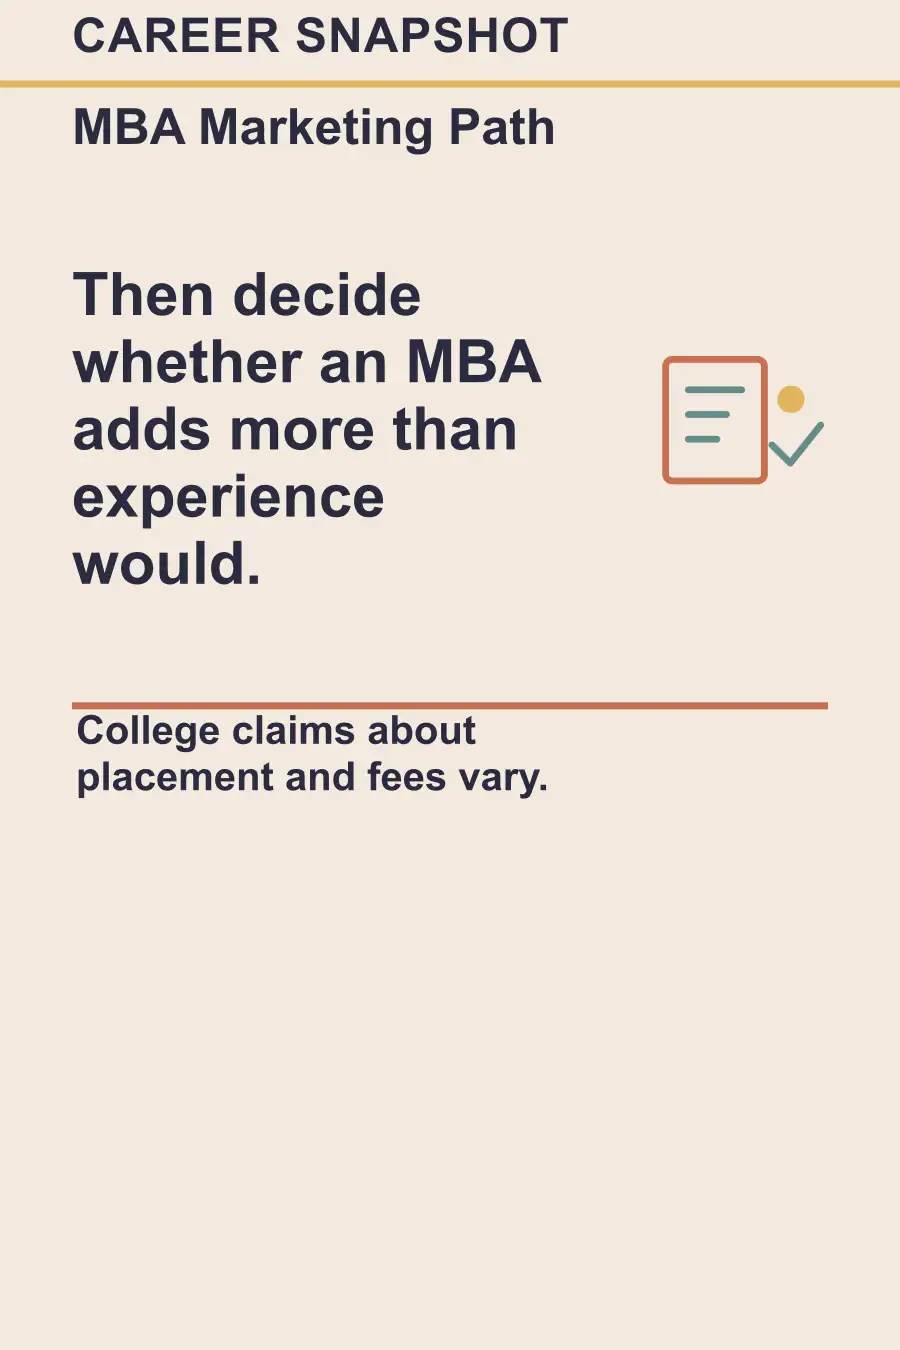 CAREER SNAPSHOT
MBA Marketing Path
Then decide
whether an MBA
adds more than
experience
would.
College claims about
placement and fees vary.